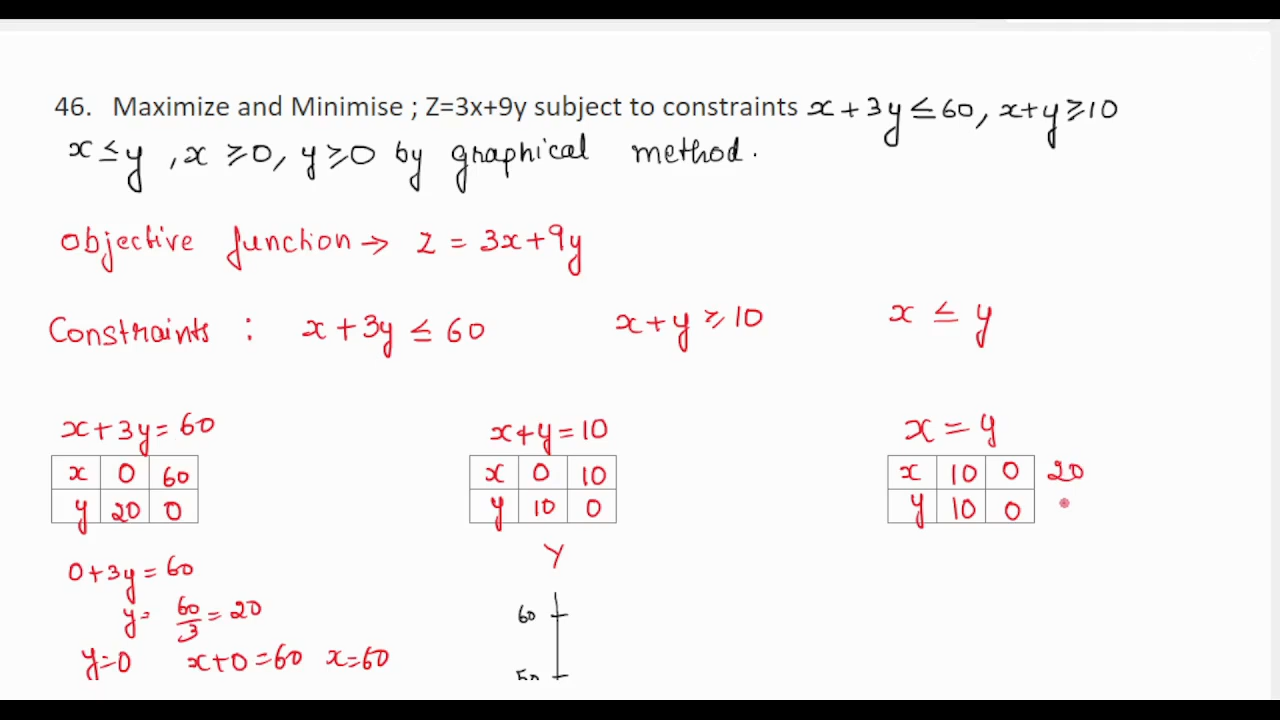 46. Maximize and Minimise ; Z=3x+9y subject to constraints x + 3y ≤ 60, x+y ≥ 10
x ≤ y , x ≥ 0, y ≥ 0 by graphical method.
Objective function → Z = 3x+9y
Constraints : x + 3y ≤ 60 x+y ≥ 10 x ≤ y
x + 3y = 60 x+y = 10 x = y
x 0 60 x 0 10 x 10 0 20
y 20 0 y 10 0 y 10 0
Y
0+3y = 60
y = 60/3 = 20 60
y=0 x+0 = 60 x=60
50